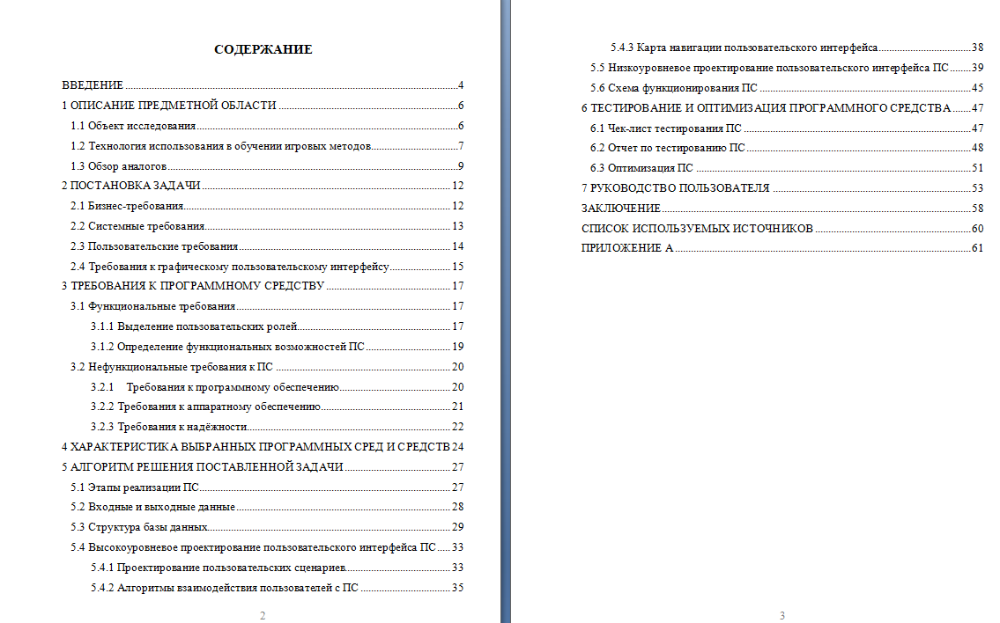 СОДЕРЖАНИЕ
ВВЕДЕНИЕ 4
1 ОПИСАНИЕ ПРЕДМЕТНОЙ ОБЛАСТИ 6
1.1 Объект исследования 6
1.2 Технология использования в обучении игровых методов 7
1.3 Обзор аналогов 9
2 ПОСТАНОВКА ЗАДАЧИ 12
2.1 Бизнес-требования 12
2.2 Системные требования 13
2.3 Пользовательские требования 14
2.4 Требования к графическому пользовательскому интерфейсу 15
3 ТРЕБОВАНИЯ К ПРОГРАММНОМУ СРЕДСТВУ 17
3.1 Функциональные требования 17
3.1.1 Выделение пользовательских ролей 17
3.1.2 Определение функциональных возможностей ПС 19
3.2 Нефункциональные требования к ПС 20
3.2.1 Требования к программному обеспечению 20
3.2.2 Требования к аппаратному обеспечению 21
3.2.3 Требования к надёжности 22
4 ХАРАКТЕРИСТИКА ВЫБРАННЫХ ПРОГРАММНЫХ СРЕД И СРЕДСТВ 24
5 АЛГОРИТМ РЕШЕНИЯ ПОСТАВЛЕННОЙ ЗАДАЧИ 27
5.1 Этапы реализации ПС 27
5.2 Входные и выходные данные 28
5.3 Структура базы данных 29
5.4 Высокоуровневое проектирование пользовательского интерфейса ПС 33
5.4.1 Проектирование пользовательских сценариев 33
5.4.2 Алгоритмы взаимодействия пользователей с ПС 35
2
5.4.3 Карта навигации пользовательского интерфейса 38
5.5 Низкоуровневое проектирование пользовательского интерфейса ПС 39
5.6 Схема функционирования ПС 45
6 ТЕСТИРОВАНИЕ И ОПТИМИЗАЦИЯ ПРОГРАММНОГО СРЕДСТВА 47
6.1 Чек-лист тестирования ПС 47
6.2 Отчет по тестированию ПС 48
6.3 Оптимизация ПС 51
7 РУКОВОДСТВО ПОЛЬЗОВАТЕЛЯ 53
ЗАКЛЮЧЕНИЕ 58
СПИСОК ИСПОЛЬЗУЕМЫХ ИСТОЧНИКОВ 60
ПРИЛОЖЕНИЕ А 61
3